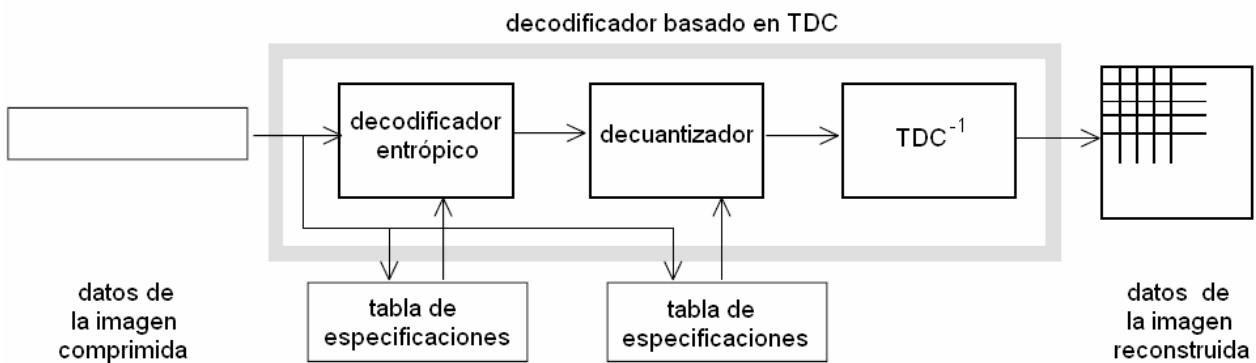 decodificador basado en TDC
decodificador
entrópico
decuantizador
TDC⁻¹
datos de
la imagen
comprimida
tabla de
especificaciones
tabla de
especificaciones
datos de
la imagen
reconstruida